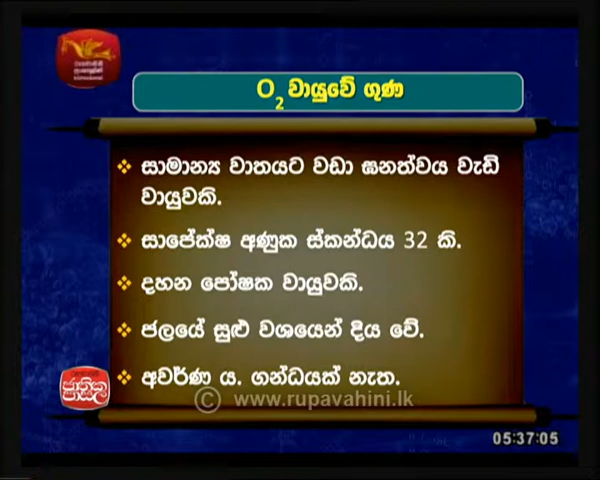 O2 වායුවේ ගුණ
සාමාන්‍ය වාතයට වඩා ඝනත්වය වැඩි
වායුවකි.
සාපේක්ෂ අණුක ස්කන්ධය 32 කි.
දහන පෝෂක වායුවකි.
ජලයේ සුළු වශයෙන් දිය වේ.
අවර්ණ ය. ගන්ධයක් නැත.
ජාතික
පාසල
© www.rupavahini.lk
05:37:05